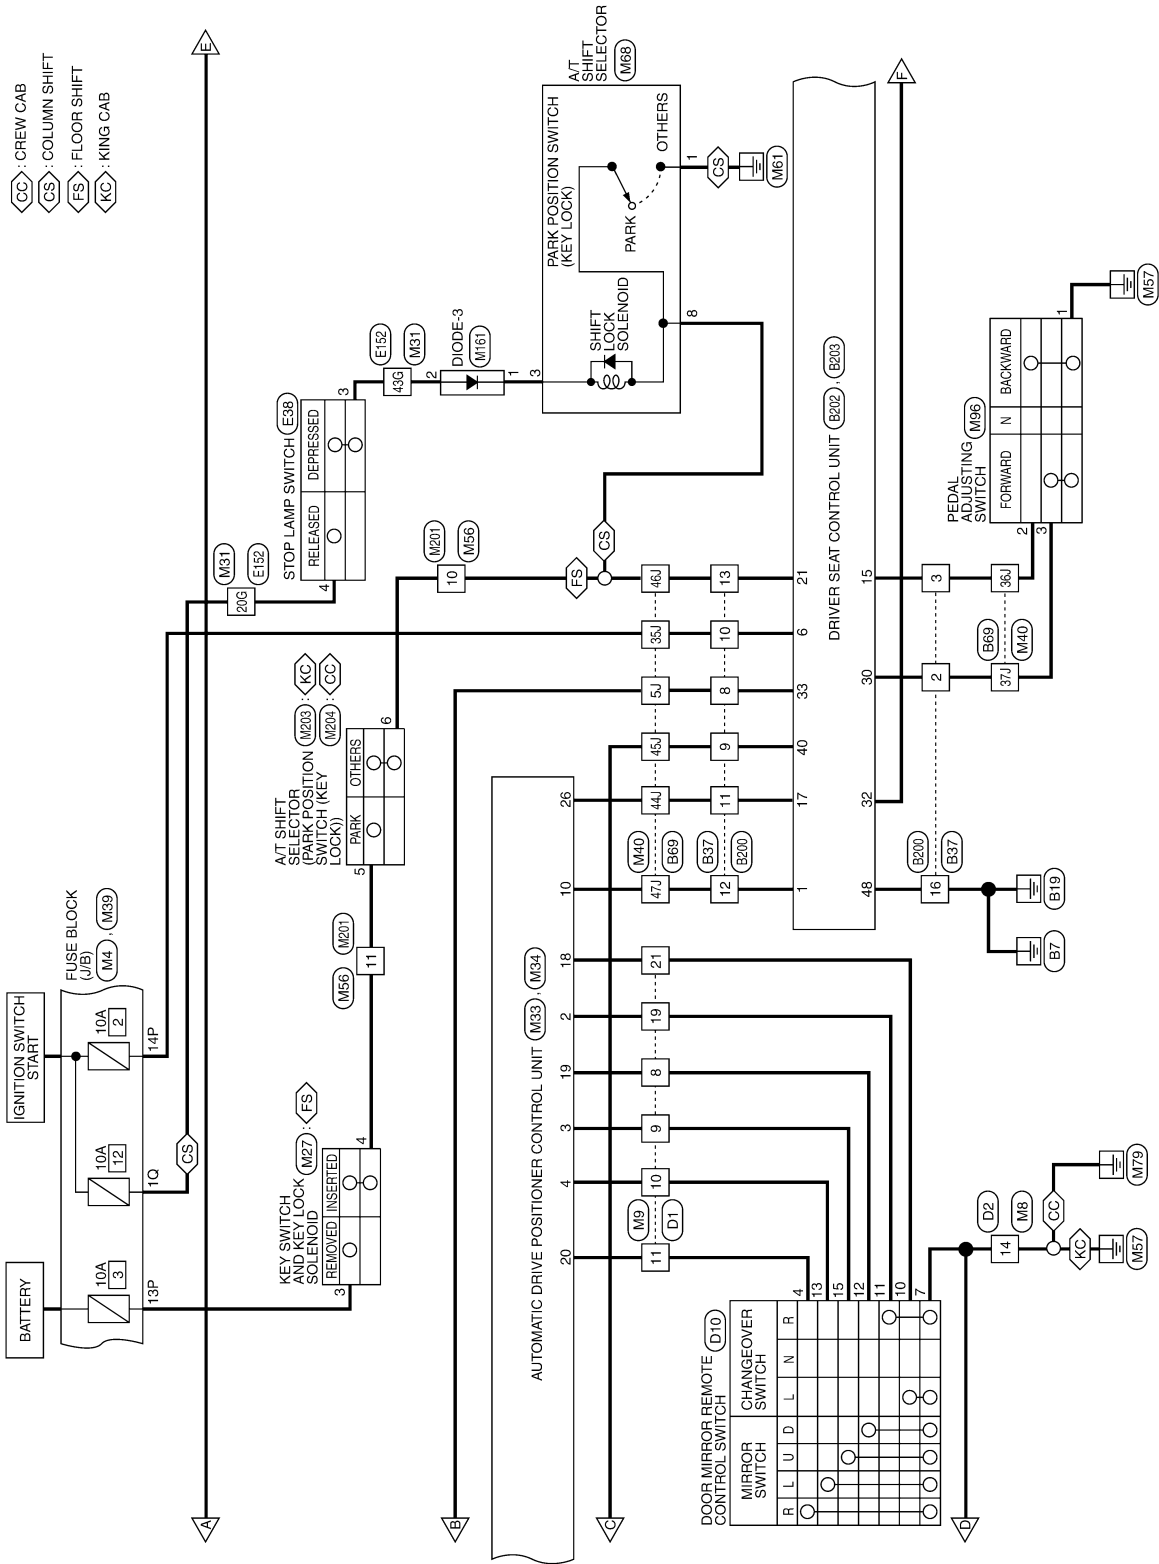 CC : CREW CAB
CS : COLUMN SHIFT
FS : FLOOR SHIFT
KC : KING CAB
BATTERY
IGNITION SWITCH
START
FUSE BLOCK
(J/B)
M4 , M39
10A
3
10A
12
10A
2
13P
1Q
14P
CS
A
E
M31
E152
20G
STOP LAMP SWITCH
E38
RELEASED
DEPRESSED
4
3
E152
M31
43G
2
DIODE-3
M161
1
3
A/T
SHIFT
SELECTOR
M68
PARK POSITION SWITCH
(KEY LOCK)
SHIFT
LOCK
SOLENOID
PARK
OTHERS
8
1
CS
M61
KEY SWITCH
AND KEY LOCK
SOLENOID
M27 : FS
REMOVED
INSERTED
3
4
M56
M201
11
A/T SHIFT
SELECTOR
(PARK POSITION
SWITCH (KEY
LOCK))
M203 : KC
M204 : CC
PARK
OTHERS
5
6
M201
M56
10
FS
CS
B
C
AUTOMATIC DRIVE POSITIONER CONTROL UNIT
M33 , M34
20
4
3
19
2
18
10
26
M9
D1
11
10
9
8
19
21
M40
B69
47J
44J
45J
5J
35J
46J
B37
B200
12
11
9
8
10
13
1
17
40
33
6
21
DRIVER SEAT CONTROL UNIT
B202 , B203
48
32
30
15
F
B200
B37
16
2
3
B69
M40
37J
36J
B7
B19
PEDAL
ADJUSTING
SWITCH
M96
FORWARD
N
BACKWARD
2
3
1
M57
DOOR MIRROR REMOTE
CONTROL SWITCH
D10
MIRROR
SWITCH
CHANGEOVER
SWITCH
R
L
U
D
L
N
R
4
13
15
12
11
10
7
D
D2
M8
14
CC
KC
M57
M79